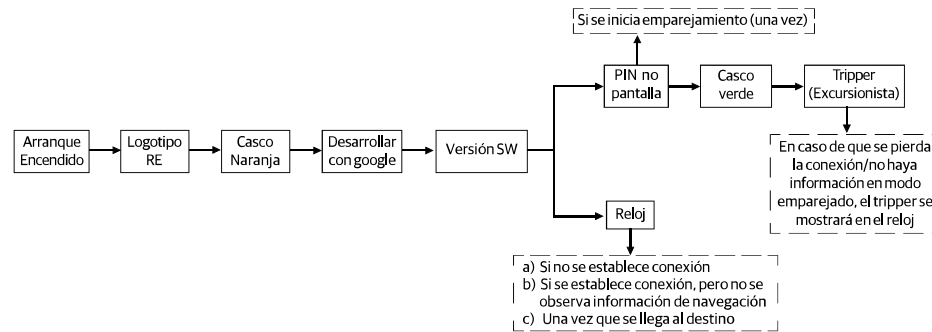 Si se inicia emparejamiento (una vez)
PIN no
pantalla
Casco
verde
Tripper
(Excursionista)
Arranque
Encendido
Logotipo
RE
Casco
Naranja
Desarrollar
con google
Versión SW
En caso de que se pierda
la conexión/no haya
información en modo
emparejado, el tripper se
mostrará en el reloj
Reloj
a) Si no se establece conexión
b) Si se establece conexión, pero no se
observa información de navegación
c) Una vez que se llega al destino